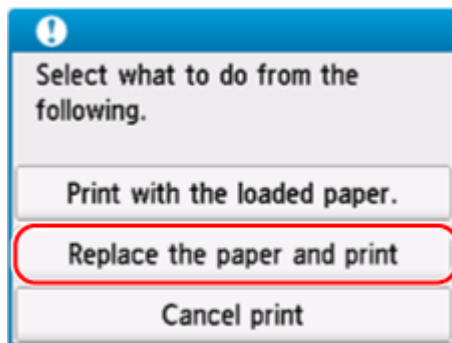 Select what to do from the
following.
Print with the loaded paper.
Replace the paper and print
Cancel print